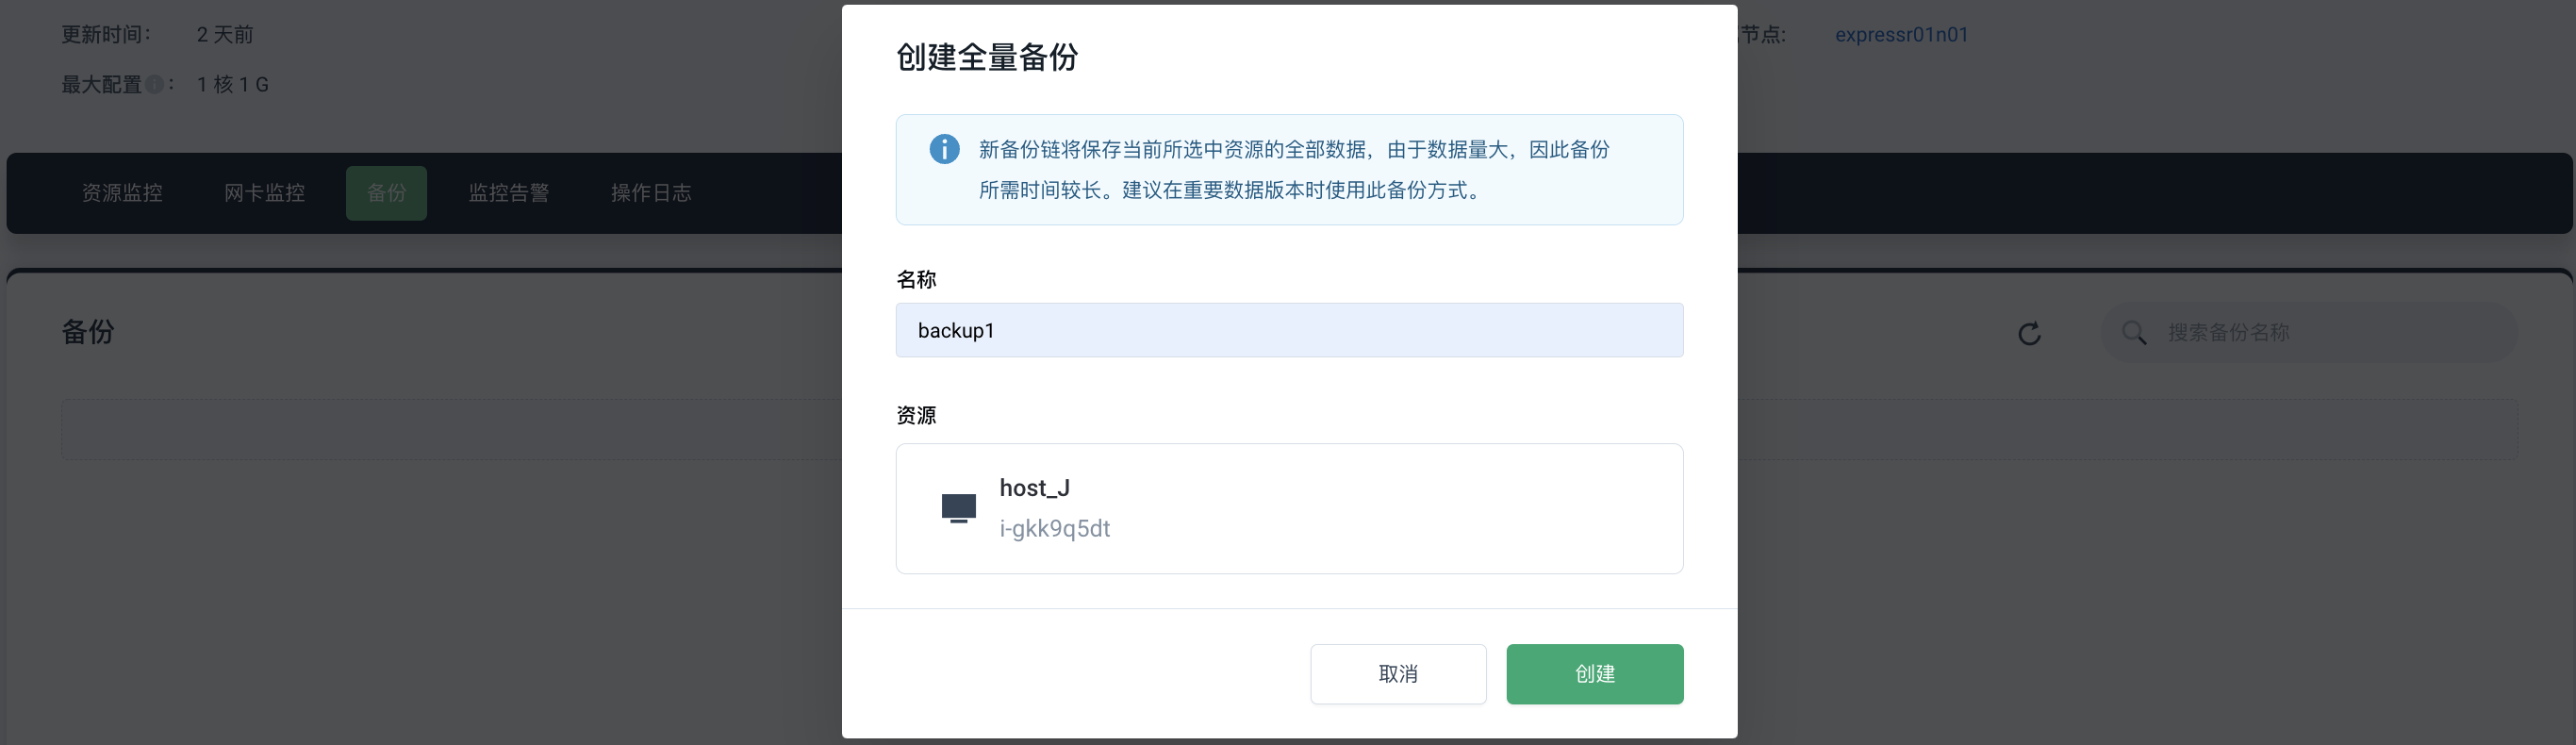 更新时间: 2 天前
节点: expressr01n01
最大配置 : 1 核 1 G
资源监控 网卡监控 备份 监控告警 操作日志
备份
搜索备份名称
创建全量备份
新备份链将保存当前所选中资源的全部数据，由于数据量大，因此备份
所需时间较长。建议在重要数据版本时使用此备份方式。
名称
backup1
资源
host_J
i-gkk9q5dt
取消 创建